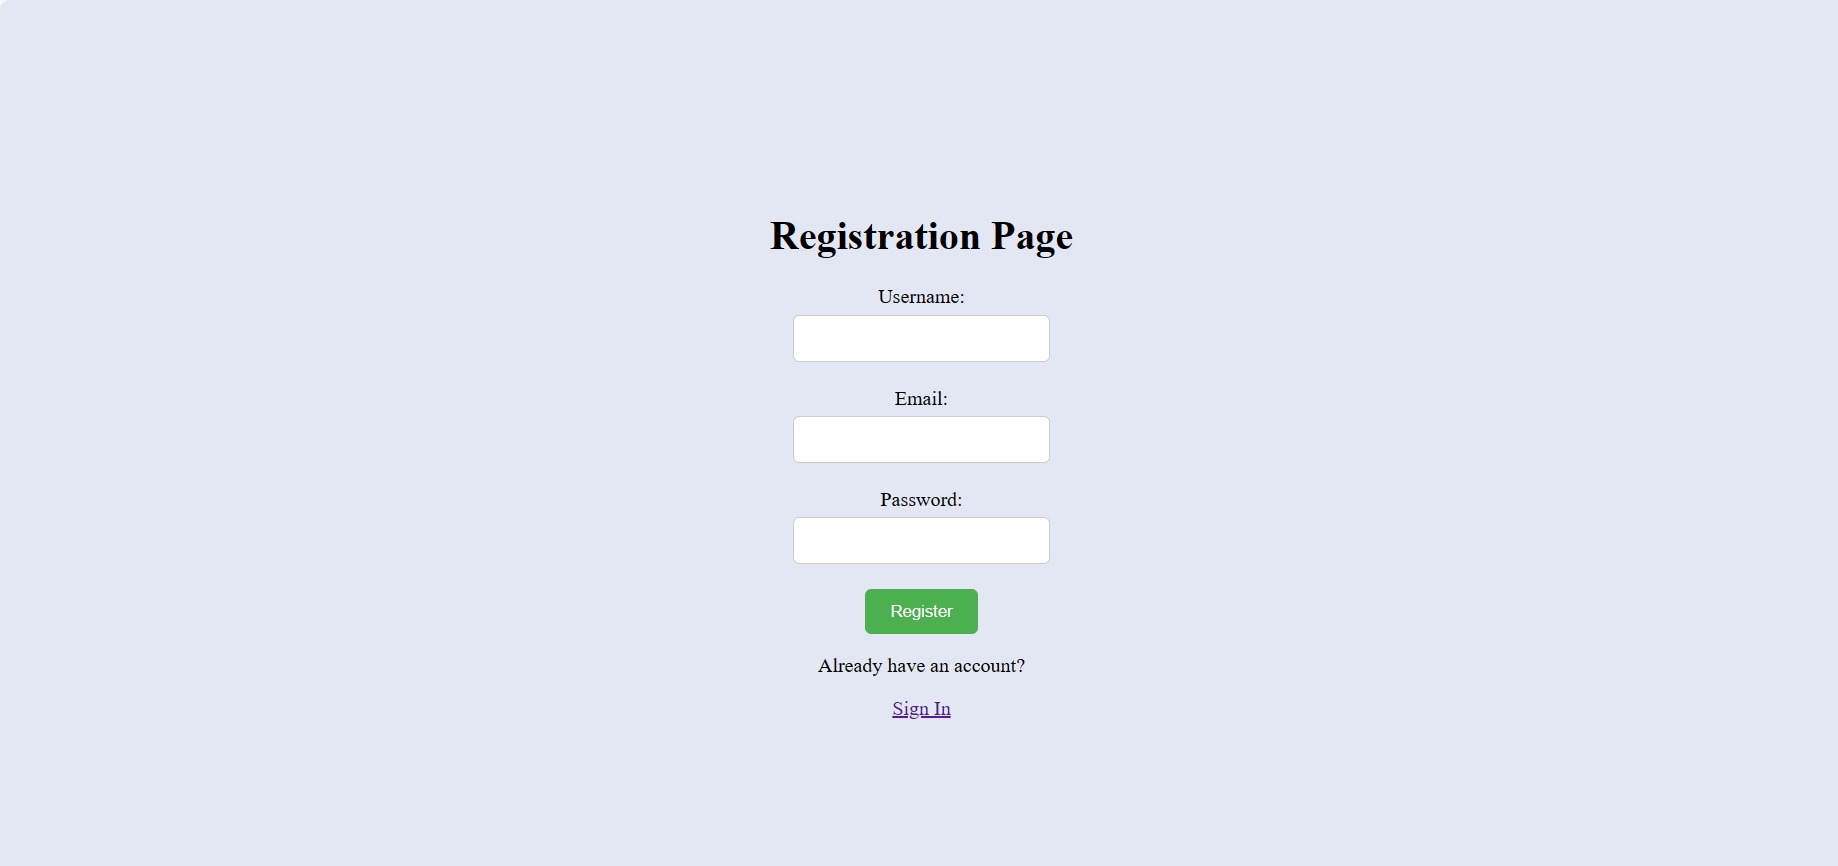 Registration Page
Username:
Email:
Password:
Register
Already have an account?
Sign In